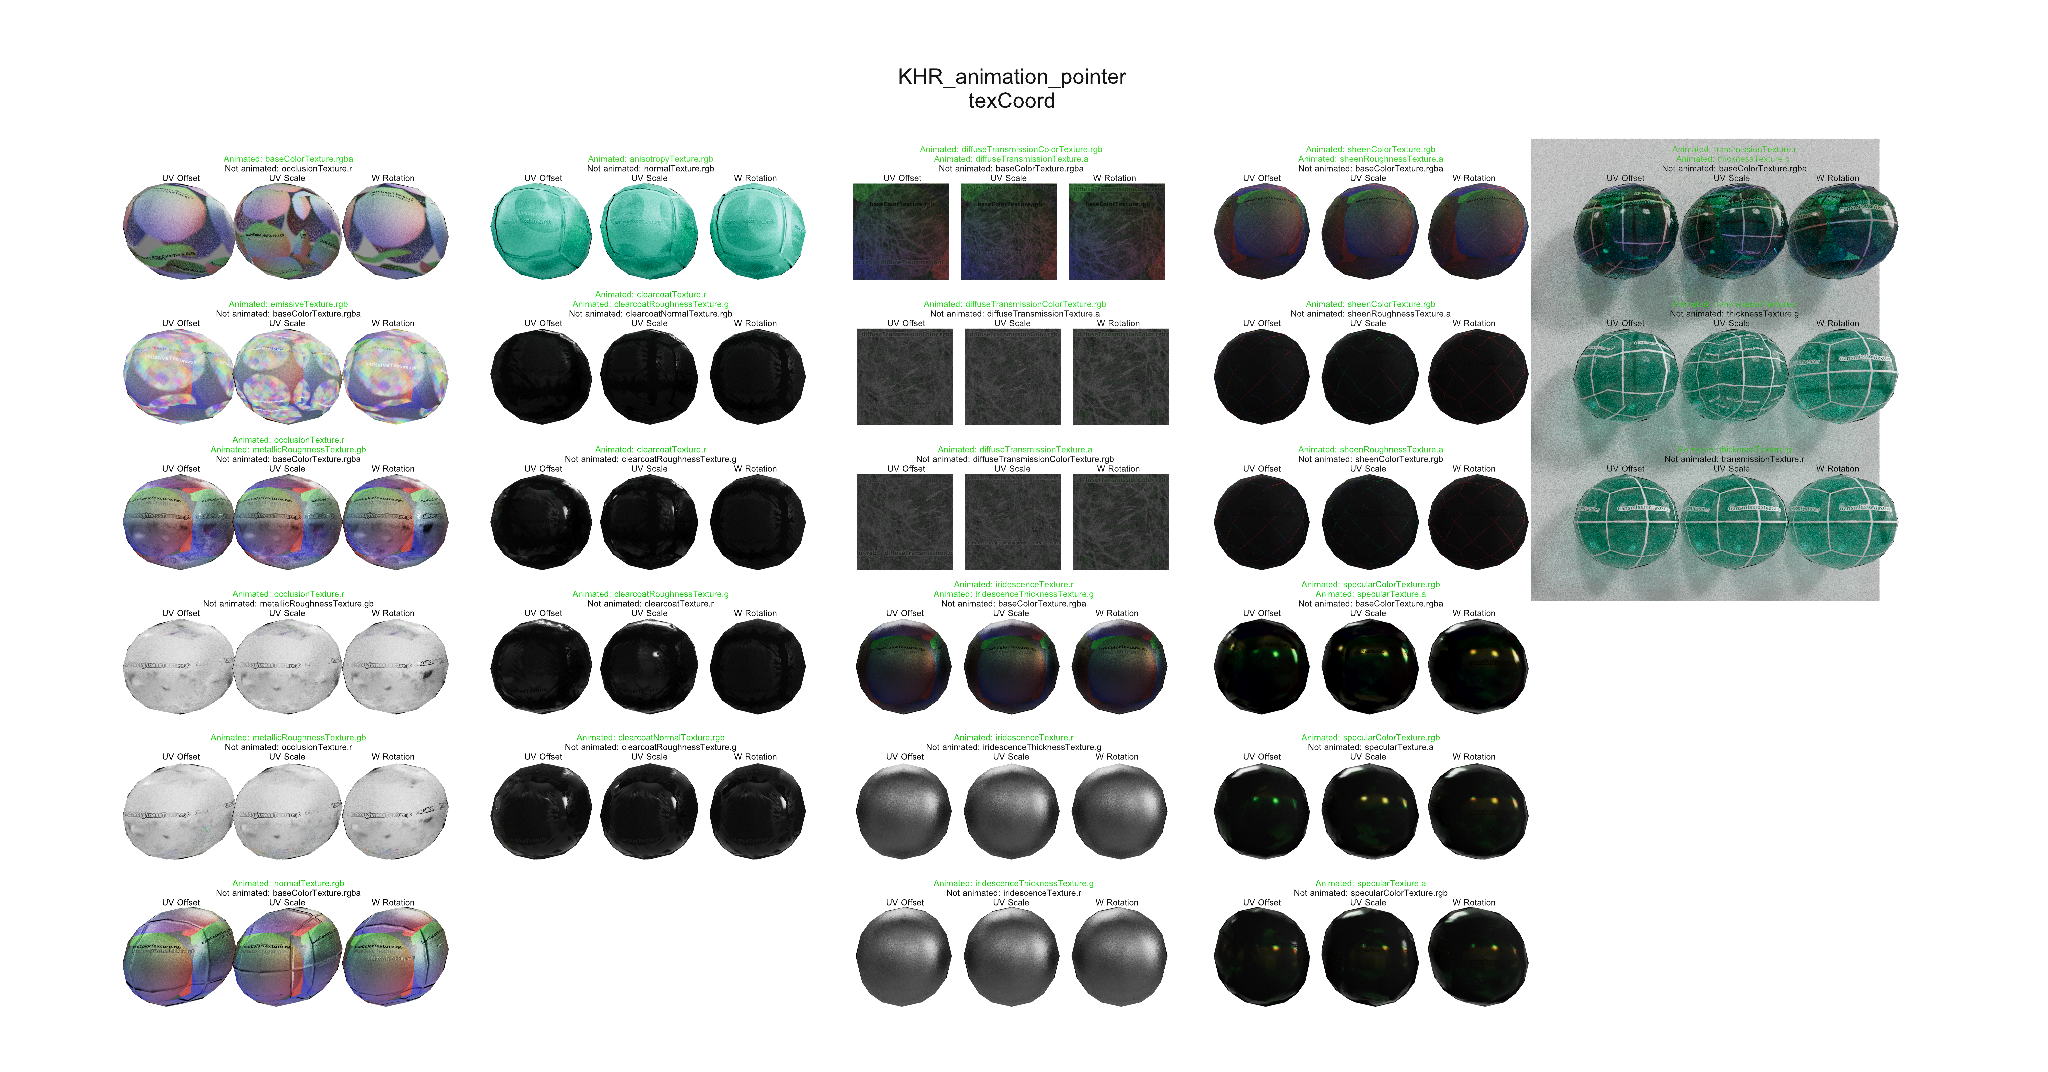 KHR_animation_pointer
texCoord
Animated: baseColorTexture.rgba
Not animated: occlusionTexture.r
UV Offset UV Scale W Rotation
Animated: emissiveTexture.rgb
Not animated: baseColorTexture.rgba
UV Offset UV Scale W Rotation
Animated: occlusionTexture.r
Animated: metallicRoughnessTexture.gb
Not animated: baseColorTexture.rgba
UV Offset UV Scale W Rotation
Animated: occlusionTexture.r
Not animated: metallicRoughnessTexture.gb
UV Offset UV Scale W Rotation
Animated: metallicRoughnessTexture.gb
Not animated: occlusionTexture.r
UV Offset UV Scale W Rotation
Animated: normalTexture.rgb
Not animated: baseColorTexture.rgba
UV Offset UV Scale W Rotation
Animated: anisotropyTexture.rgb
Not animated: normalTexture.rgb
UV Offset UV Scale W Rotation
Animated: clearcoatTexture.r
Animated: clearcoatRoughnessTexture.g
Not animated: clearcoatNormalTexture.rgb
UV Offset UV Scale W Rotation
Animated: clearcoatTexture.r
Not animated: clearcoatRoughnessTexture.g
UV Offset UV Scale W Rotation
Animated: clearcoatRoughnessTexture.g
Not animated: clearcoatTexture.r
UV Offset UV Scale W Rotation
Animated: clearcoatNormalTexture.rgb
Not animated: clearcoatRoughnessTexture.g
UV Offset UV Scale W Rotation
Animated: diffuseTransmissionColorTexture.rgb
Animated: diffuseTransmissionTexture.a
Not animated: baseColorTexture.rgba
UV Offset UV Scale W Rotation
Animated: diffuseTransmissionColorTexture.rgb
Not animated: diffuseTransmissionTexture.a
UV Offset UV Scale W Rotation
Animated: diffuseTransmissionTexture.a
Not animated: diffuseTransmissionColorTexture.rgb
UV Offset UV Scale W Rotation
Animated: iridescenceTexture.r
Animated: iridescenceThicknessTexture.g
Not animated: baseColorTexture.rgba
UV Offset UV Scale W Rotation
Animated: iridescenceTexture.r
Not animated: iridescenceThicknessTexture.g
UV Offset UV Scale W Rotation
Animated: iridescenceThicknessTexture.g
Not animated: iridescenceTexture.r
UV Offset UV Scale W Rotation
Animated: sheenColorTexture.rgb
Animated: sheenRoughnessTexture.a
Not animated: baseColorTexture.rgba
UV Offset UV Scale W Rotation
Animated: sheenColorTexture.rgb
Not animated: sheenRoughnessTexture.a
UV Offset UV Scale W Rotation
Animated: sheenRoughnessTexture.a
Not animated: sheenColorTexture.rgb
UV Offset UV Scale W Rotation
Animated: specularColorTexture.rgb
Animated: specularTexture.a
Not animated: baseColorTexture.rgba
UV Offset UV Scale W Rotation
Animated: specularColorTexture.rgb
Not animated: specularTexture.a
UV Offset UV Scale W Rotation
Animated: specularTexture.a
Not animated: specularColorTexture.rgb
UV Offset UV Scale W Rotation
Animated: transmissionTexture.r
Animated: thicknessTexture.g
Not animated: baseColorTexture.rgba
UV Offset UV Scale W Rotation
Not animated: thicknessTexture.g
UV Offset UV Scale W Rotation
Not animated: transmissionTexture.r
UV Offset UV Scale W Rotation